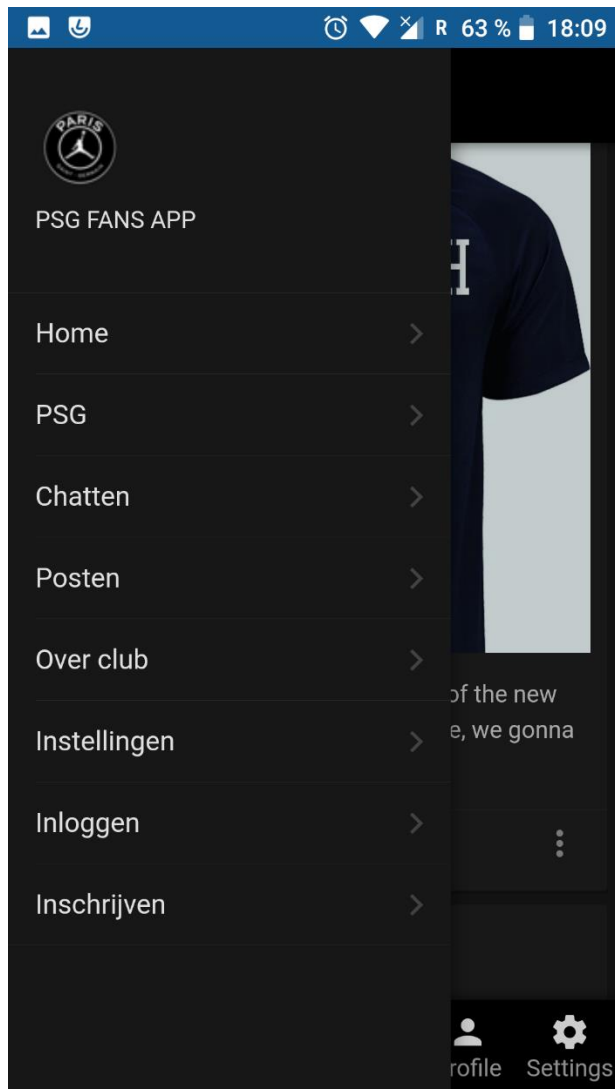 R 63 % 18:09
PARIS
PSG FANS APP
H
Home
PSG
Chatten
Posten
Over club
of the new
Instellingen
e, we gonna
Inloggen
Inschrijven
rofile Settings